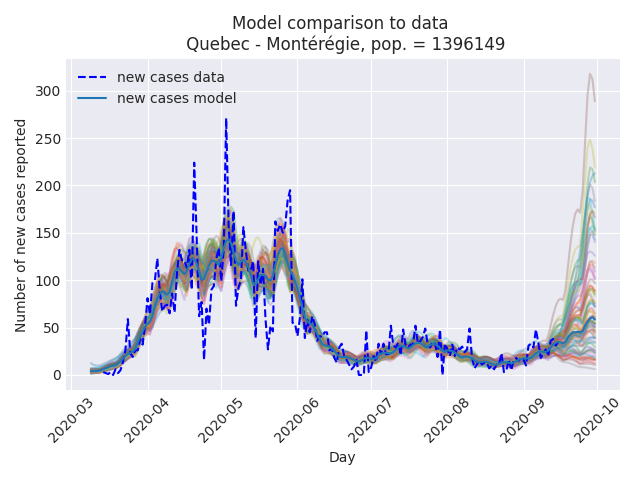 Model comparison to data
Quebec - Montérégie, pop. = 1396149
new cases data
new cases model
Number of new cases reported
300
250
200
150
100
50
0
2020-03
2020-04
2020-05
2020-06
2020-07
2020-08
2020-09
2020-10
Day